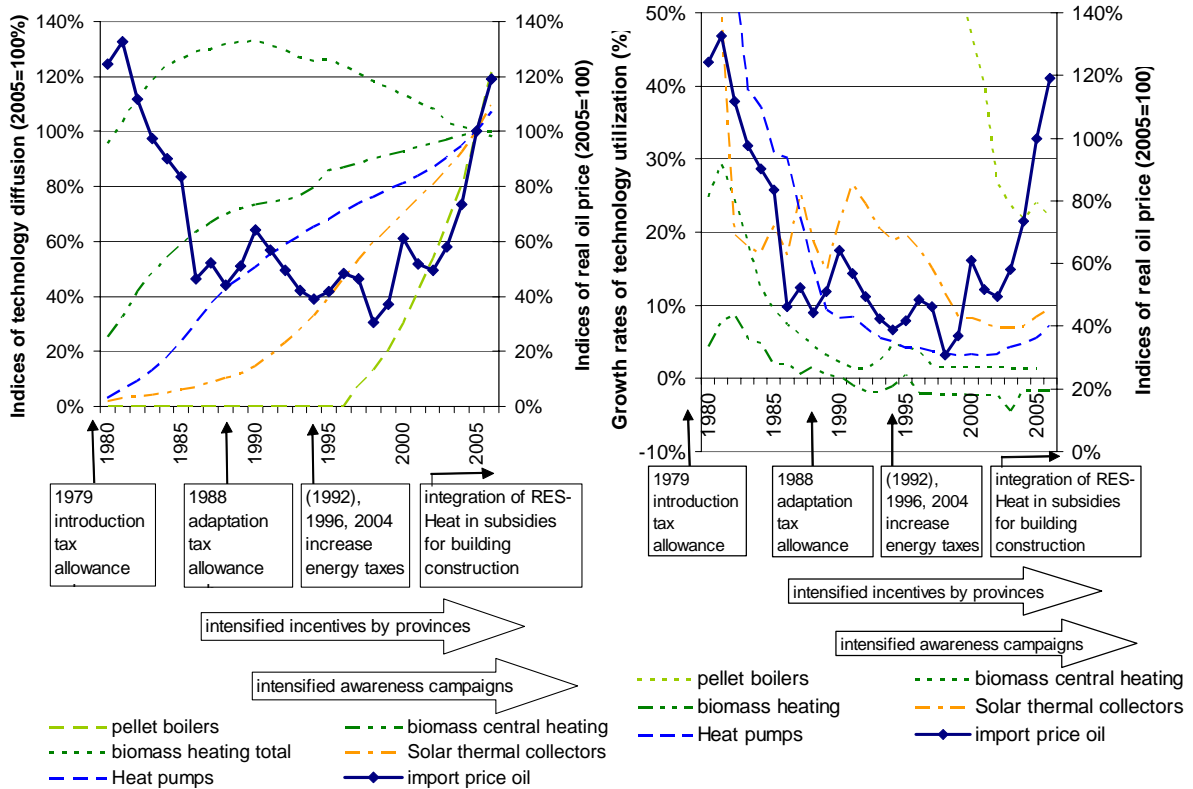 Indices of technology diffusion (2005=100%)
140%
120%
100%
80%
60%
40%
20%
0%
140%
120%
100%
80%
60%
40%
20%
0%
Indices of real oil price (2005=100)
1980
1985
1990
1995
2000
2005
1979
introduction
tax
allowance
1988
adaptation
tax
allowance
(1992),
1996, 2004
increase
energy taxes
integration of RES-
Heat in subsidies
for building
construction
intensified incentives by provinces
intensified awareness campaigns
pellet boilers
biomass central heating
biomass heating total
Solar thermal collectors
Heat pumps
import price oil
Growth rates of technology utilization (%)
50%
40%
30%
20%
10%
0%
-10%
140%
120%
100%
80%
60%
40%
20%
0%
Indices of real oil price (2005=100)
1980
1985
1990
1995
2000
2005
1979
introduction
tax
allowance
1988
adaptation
tax
allowance
(1992),
1996, 2004
increase
energy taxes
integration of RES-
Heat in subsidies
for building
construction
intensified incentives by provinces
intensified awareness campaigns
pellet boilers
biomass central heating
biomass heating
Solar thermal collectors
Heat pumps
import price oil